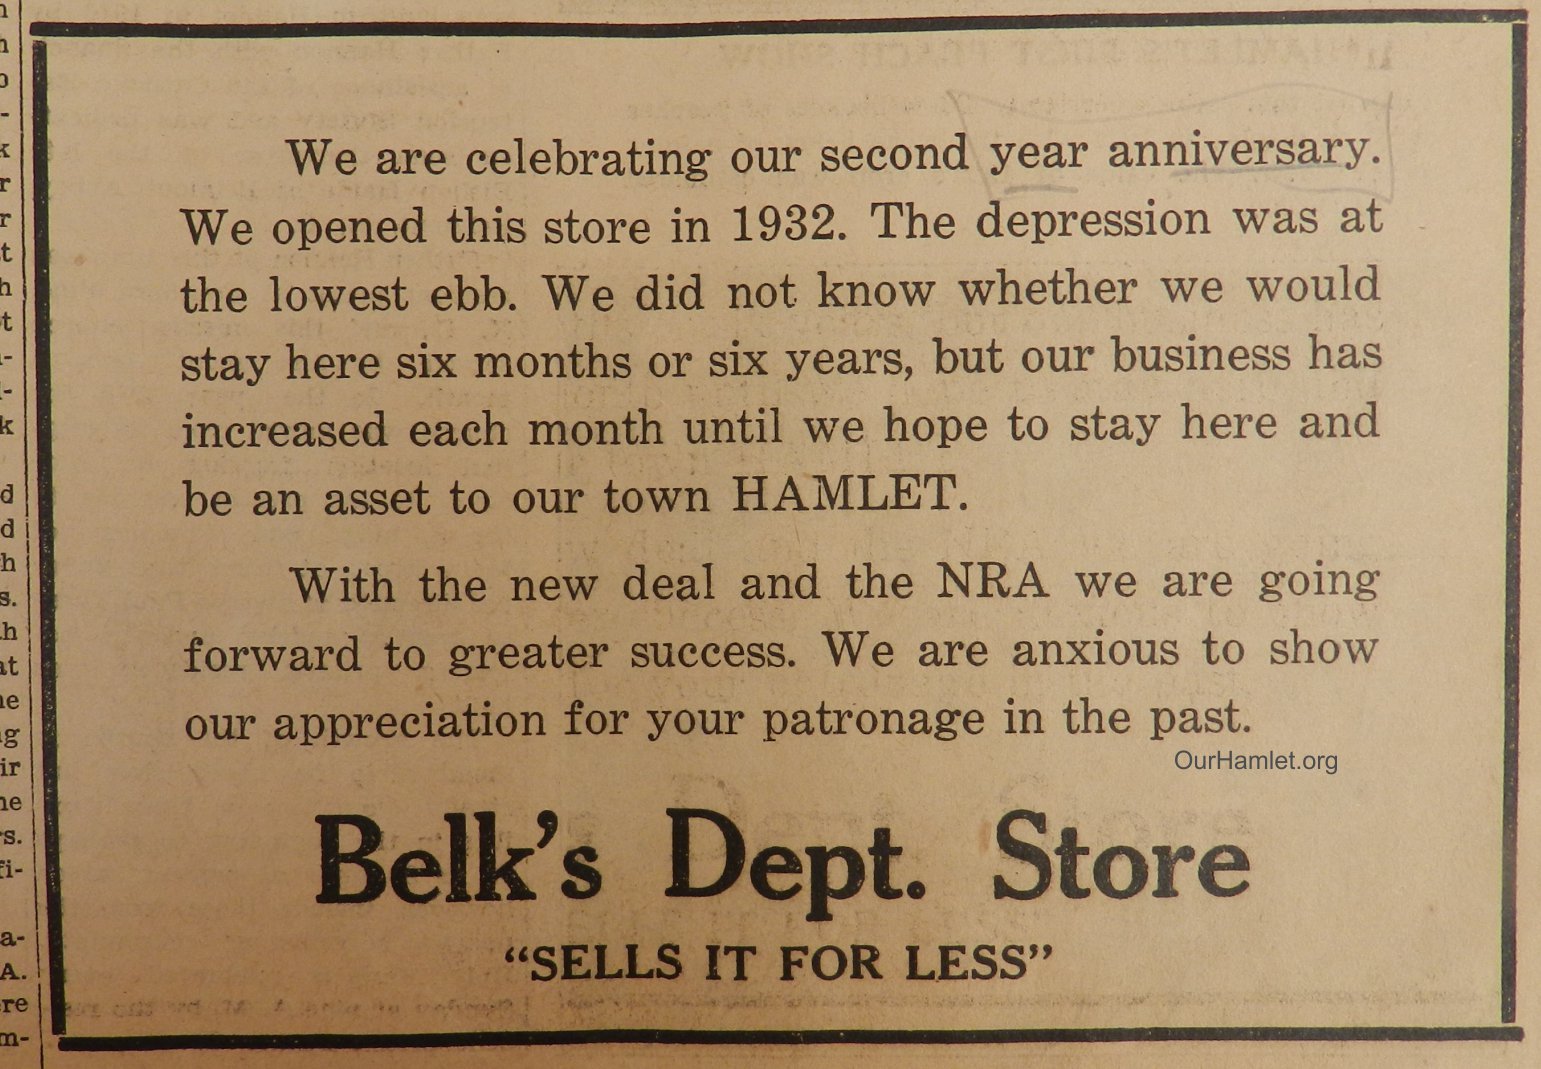 We are celebrating our second year anniversary.
We opened this store in 1932. The depression was at
the lowest ebb. We did not know whether we would
stay here six months or six years, but our business has
increased each month until we hope to stay here and
be an asset to our town HAMLET.
With the new deal and the NRA we are going
forward to greater success. We are anxious to show
our appreciation for your patronage in the past.
OurHamlet.org
Belk's Dept. Store
“SELLS IT FOR LESS”